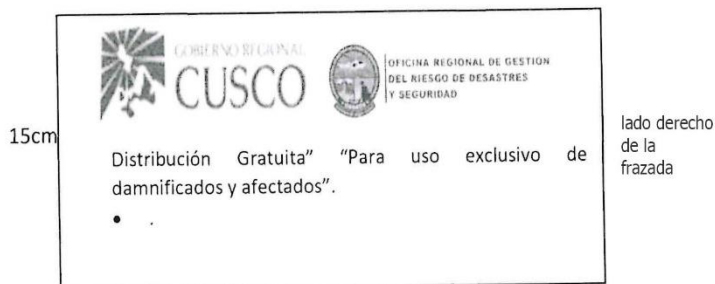 GOBIERNO REGIONAL
CUSCO
OFICINA REGIONAL DE GESTION
DEL RIESGO DE DESASTRES
Y SEGURIDAD
15cm
Distribución Gratuita” “Para uso exclusivo de
damnificados y afectados”.
• .
lado derecho
de la
frazada